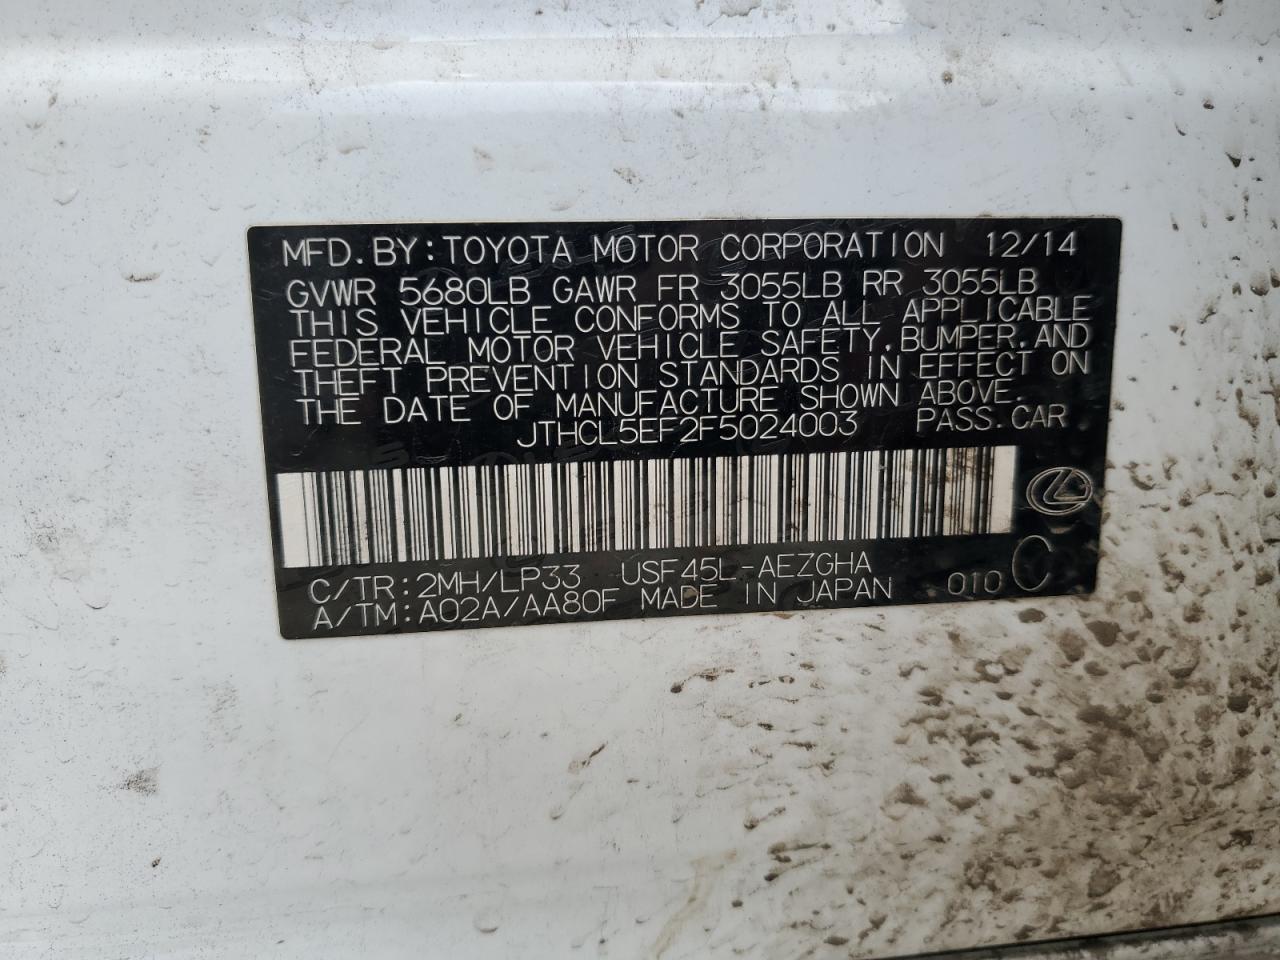 MFD. BY: TOYOTA MOTOR CORPORATION 12/14
GVWR 5680LB GAWR FR 3055LB RR 3055LB
THIS VEHICLE CONFORMS TO ALL APPLICABLE
FEDERAL MOTOR VEHICLE SAFETY, BUMPER, AND
THEFT PREVENTION STANDARDS IN EFFECT ON
THE DATE OF MANUFACTURE SHOWN ABOVE.
JTHCL5EF2F5024003 PASS. CAR
C/TR: 2MH/LP33 USF45L-AEZGHA
A/TM: A02A/AA80F MADE IN JAPAN 010 C